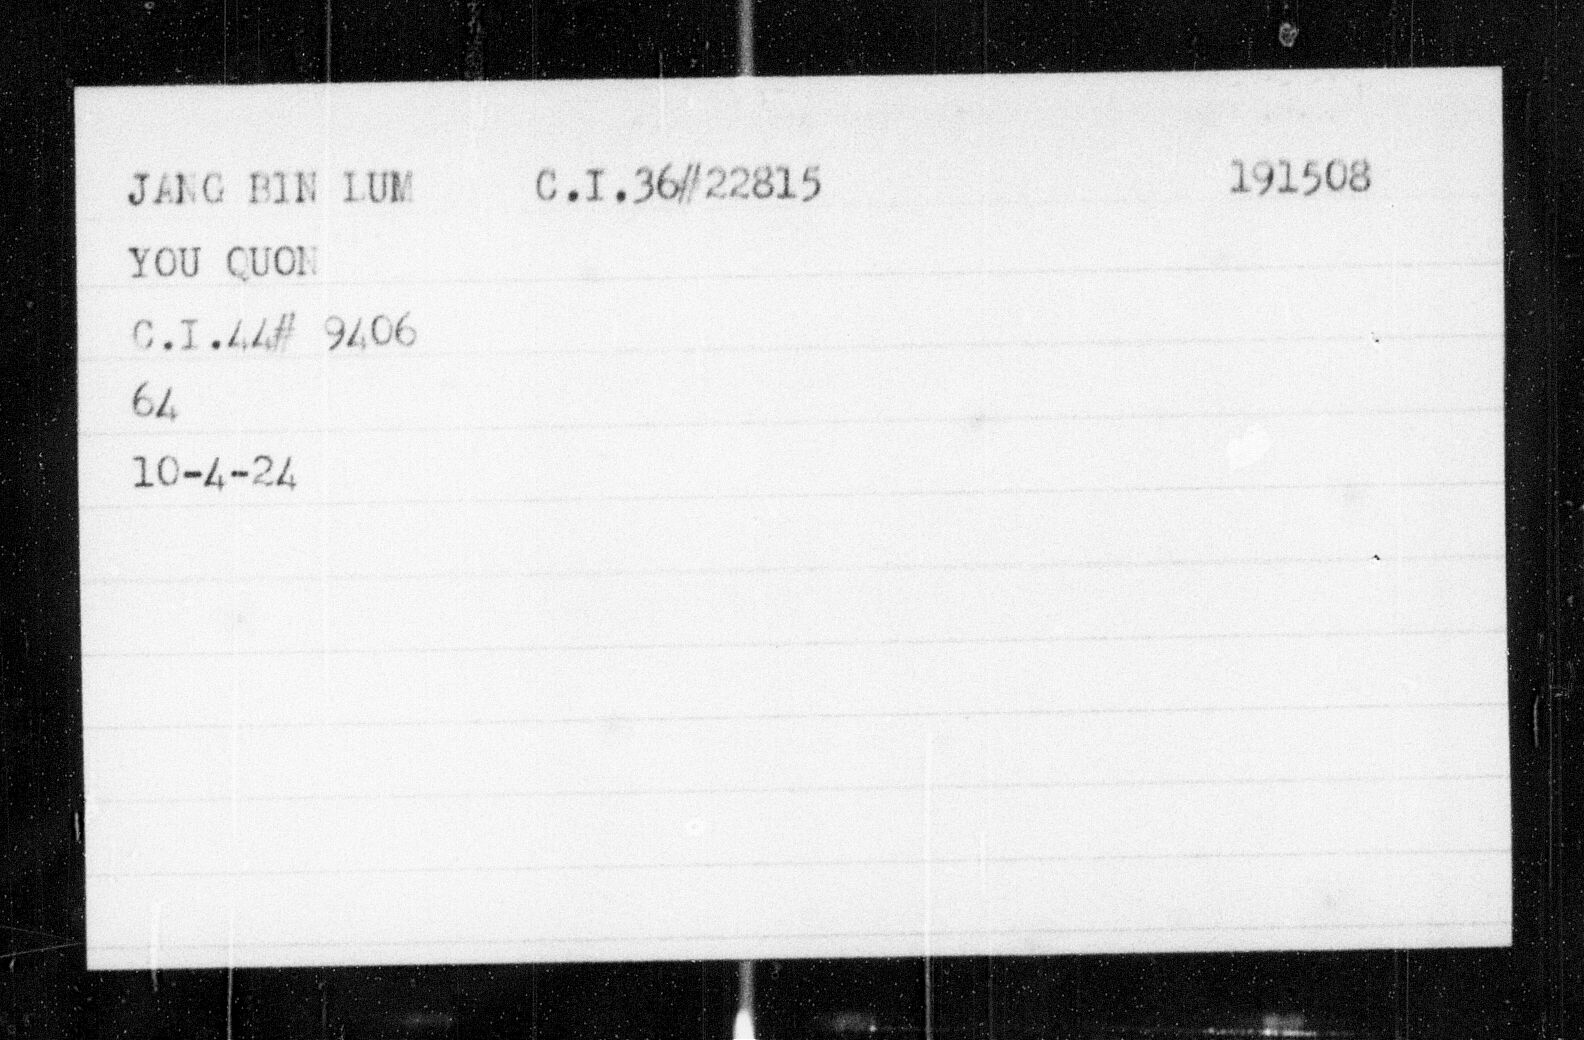 JANG BIN LUM C.I.36#22815 191508
YOU QUON
C.I.44# 9406
64
10-4-24